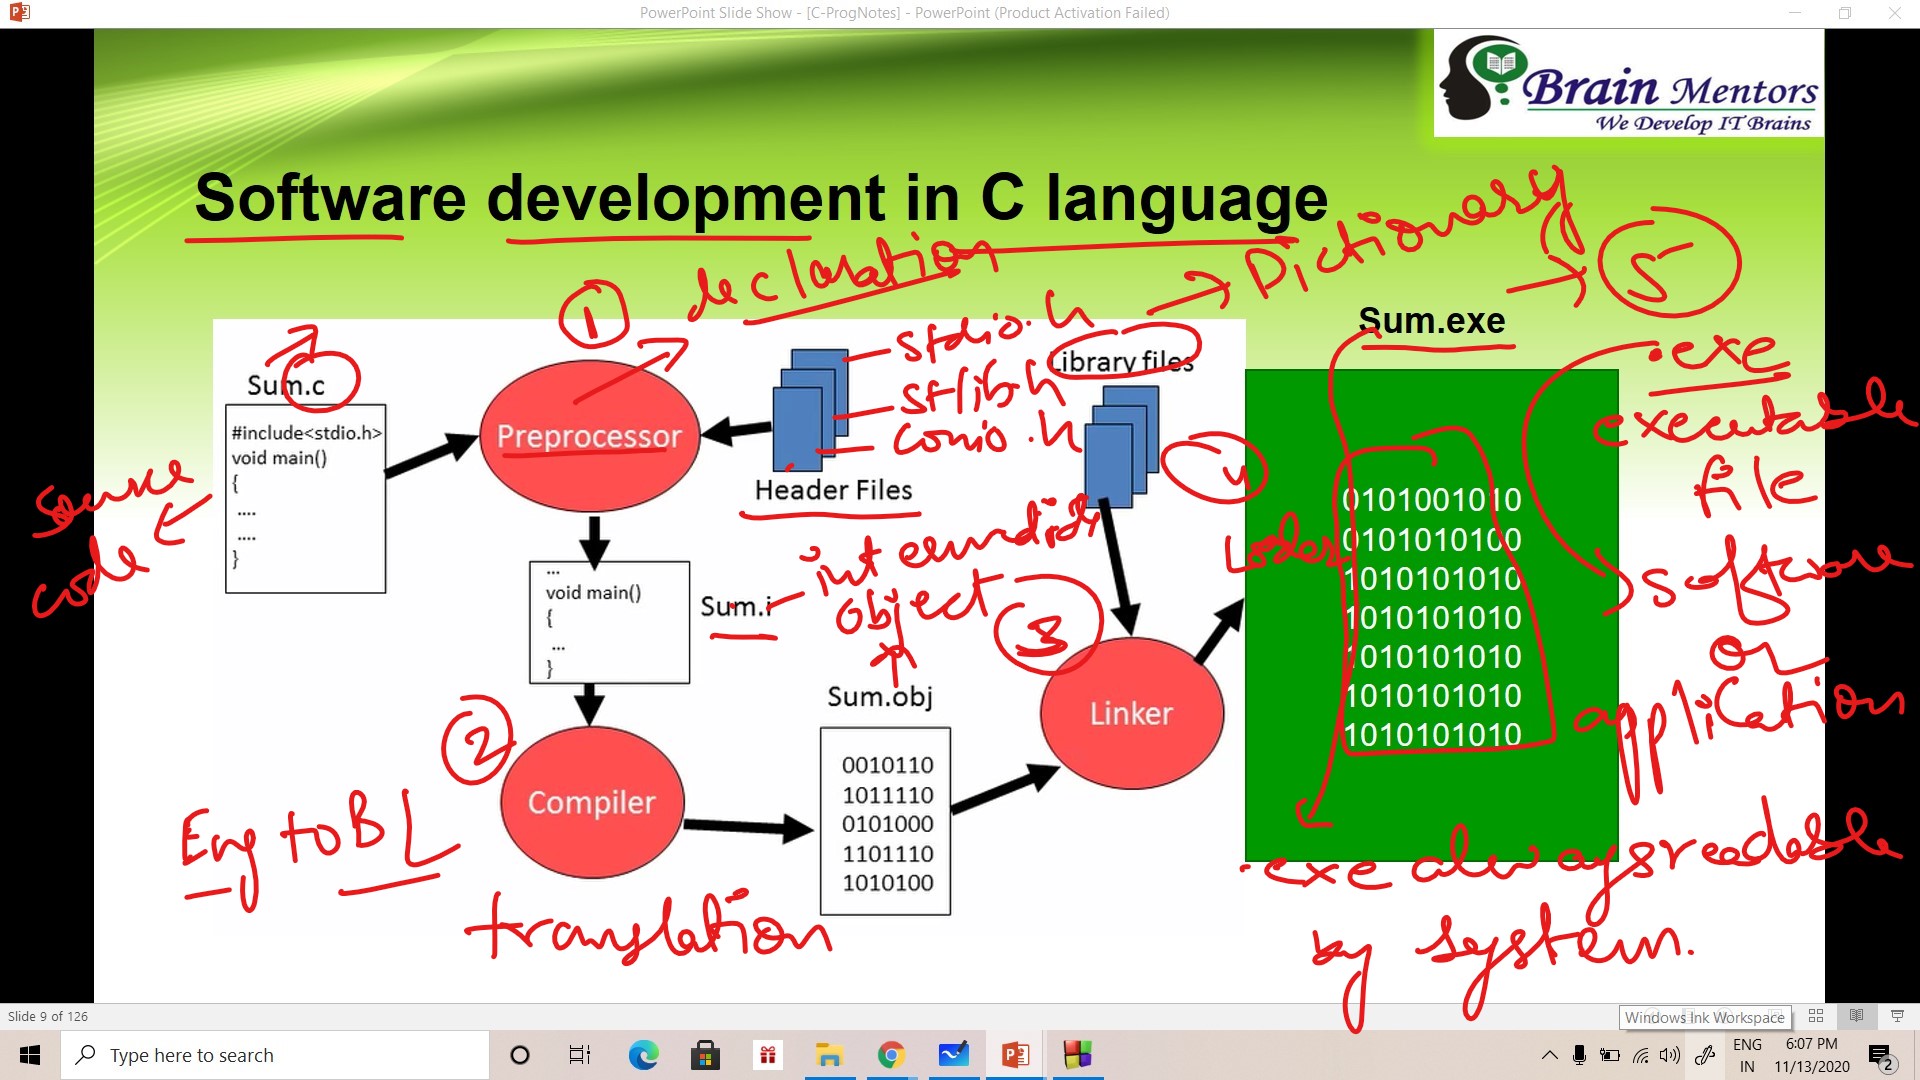 PowerPoint Slide Show - [C-ProgNotes] - PowerPoint (Product Activation Failed)
Brain Mentors
We Develop IT Brains
Software development in C language
Dictionary
declaration
1
5
Sum.exe
stdio.h
stlib.h
conio.h
Library files
.exe
executable
file
Sum.c
#include<stdio.h>
void main()
{
....
....
}
Source
code
Preprocessor
Header Files
4
Loder
0101001010
0101010100
1010101010
1010101010
1010101010
1010101010
1010101010
software
or
application
...
void main()
{
...
}
Sum.i
object
3
Sum.obj
Linker
2
Compiler
0010110
1011110
0101000
1101110
1010100
Eng to BL
translation
.exe always readable
by system.
Slide 9 of 126
Windows Ink Workspace
Type here to search
ENG
IN
6:07 PM
11/13/2020
2